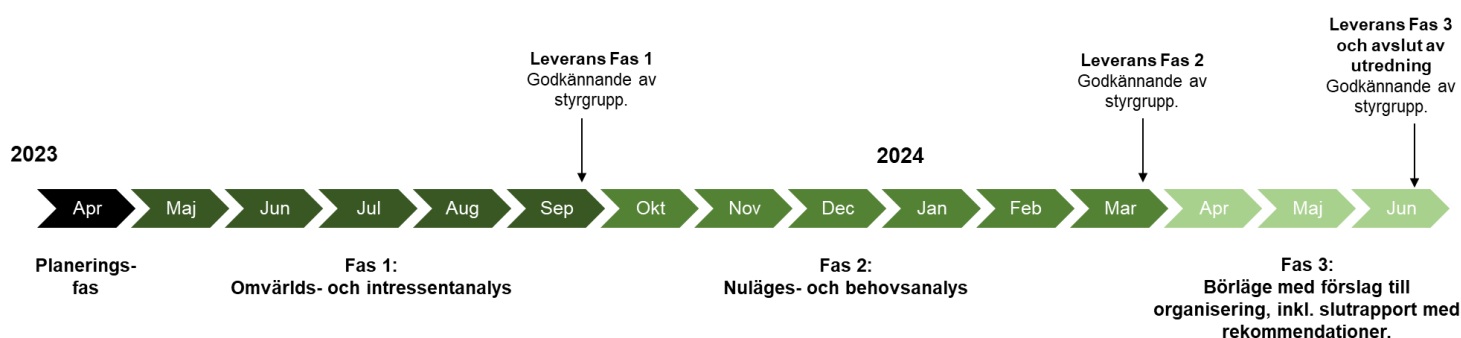 Leverans Fas 1
Godkännande av
styrgrupp.
Leverans Fas 2
Godkännande av
styrgrupp.
Leverans Fas 3
och avslut av
utredning
Godkännande av
styrgrupp.
2023
2024
Apr
Maj
Jun
Jul
Aug
Sep
Okt
Nov
Dec
Jan
Feb
Mar
Apr
Maj
Jun
Planerings-
fas
Fas 1:
Omvärlds- och intressentanalys
Fas 2:
Nuläges- och behovsanalys
Fas 3:
Börläge med förslag till
organisering, inkl. slutrapport med
rekommendationer.